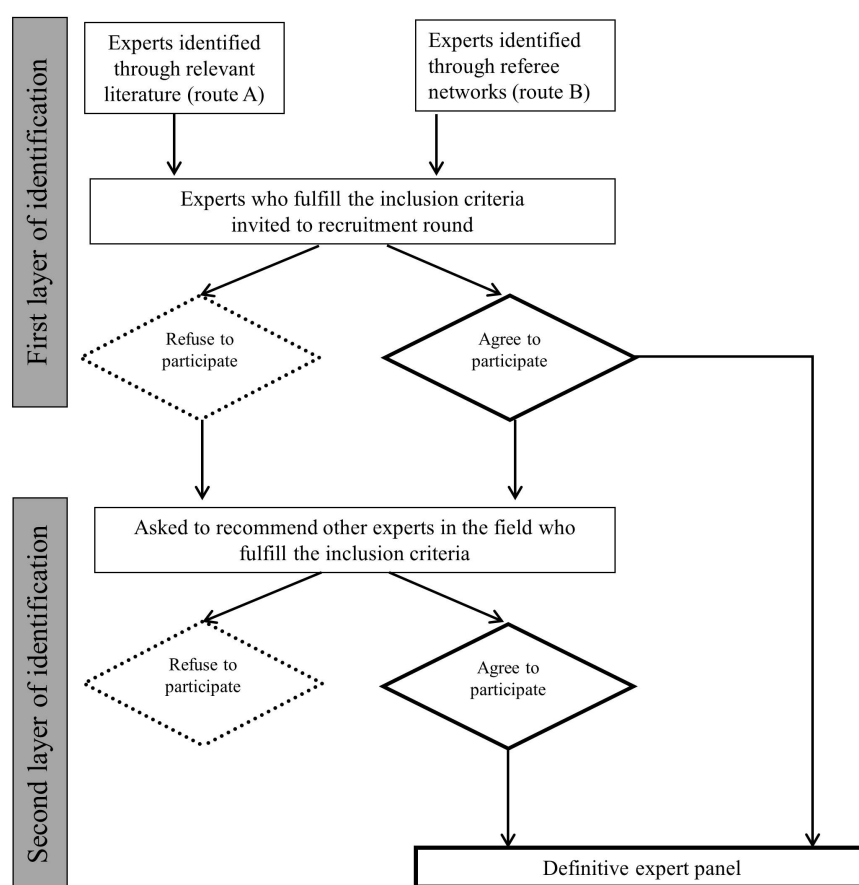 First layer of identification
Experts identified
through relevant
literature (route A)
Experts identified
through referee
networks (route B)
Experts who fulfill the inclusion criteria
invited to recruitment round
Refuse to
participate
Agree to
participate
Second layer of identification
Asked to recommend other experts in the field who
fulfill the inclusion criteria
Refuse to
participate
Agree to
participate
Definitive expert panel